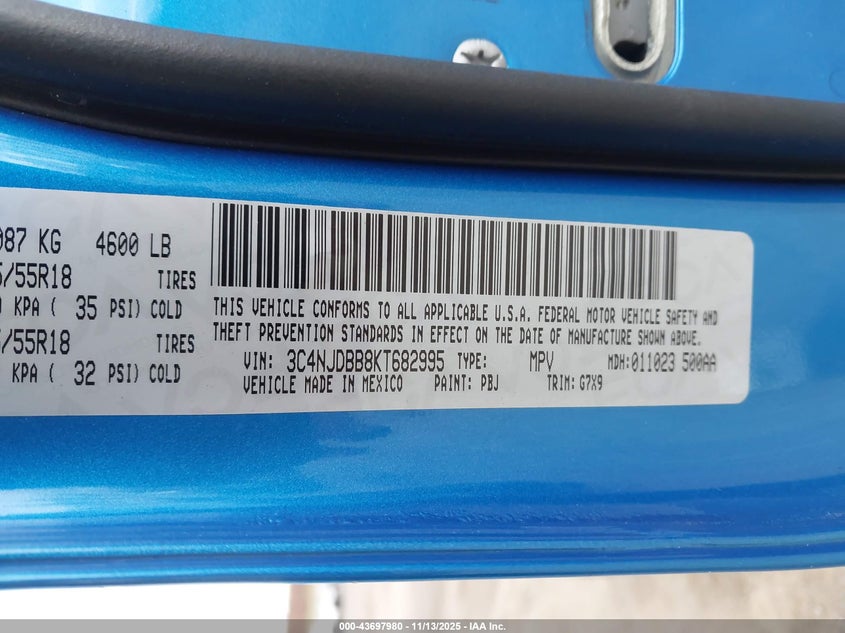 087 KG 4600 LB
/55R18 TIRES
KPA ( 35 PSI) COLD
/55R18 TIRES
KPA ( 32 PSI) COLD
THIS VEHICLE CONFORMS TO ALL APPLICABLE U.S.A. FEDERAL MOTOR VEHICLE SAFETY AND
THEFT PREVENTION STANDARDS IN EFFECT ON THE DATE OF MANUFACTURE SHOWN ABOVE.
VIN: 3C4NJDBB8KT682995 TYPE: MPV MDH:011023 500AA
VEHICLE MADE IN MEXICO PAINT: PBJ TRIM: G7X9
000-43697980 - 11/13/2025 - IAA Inc.